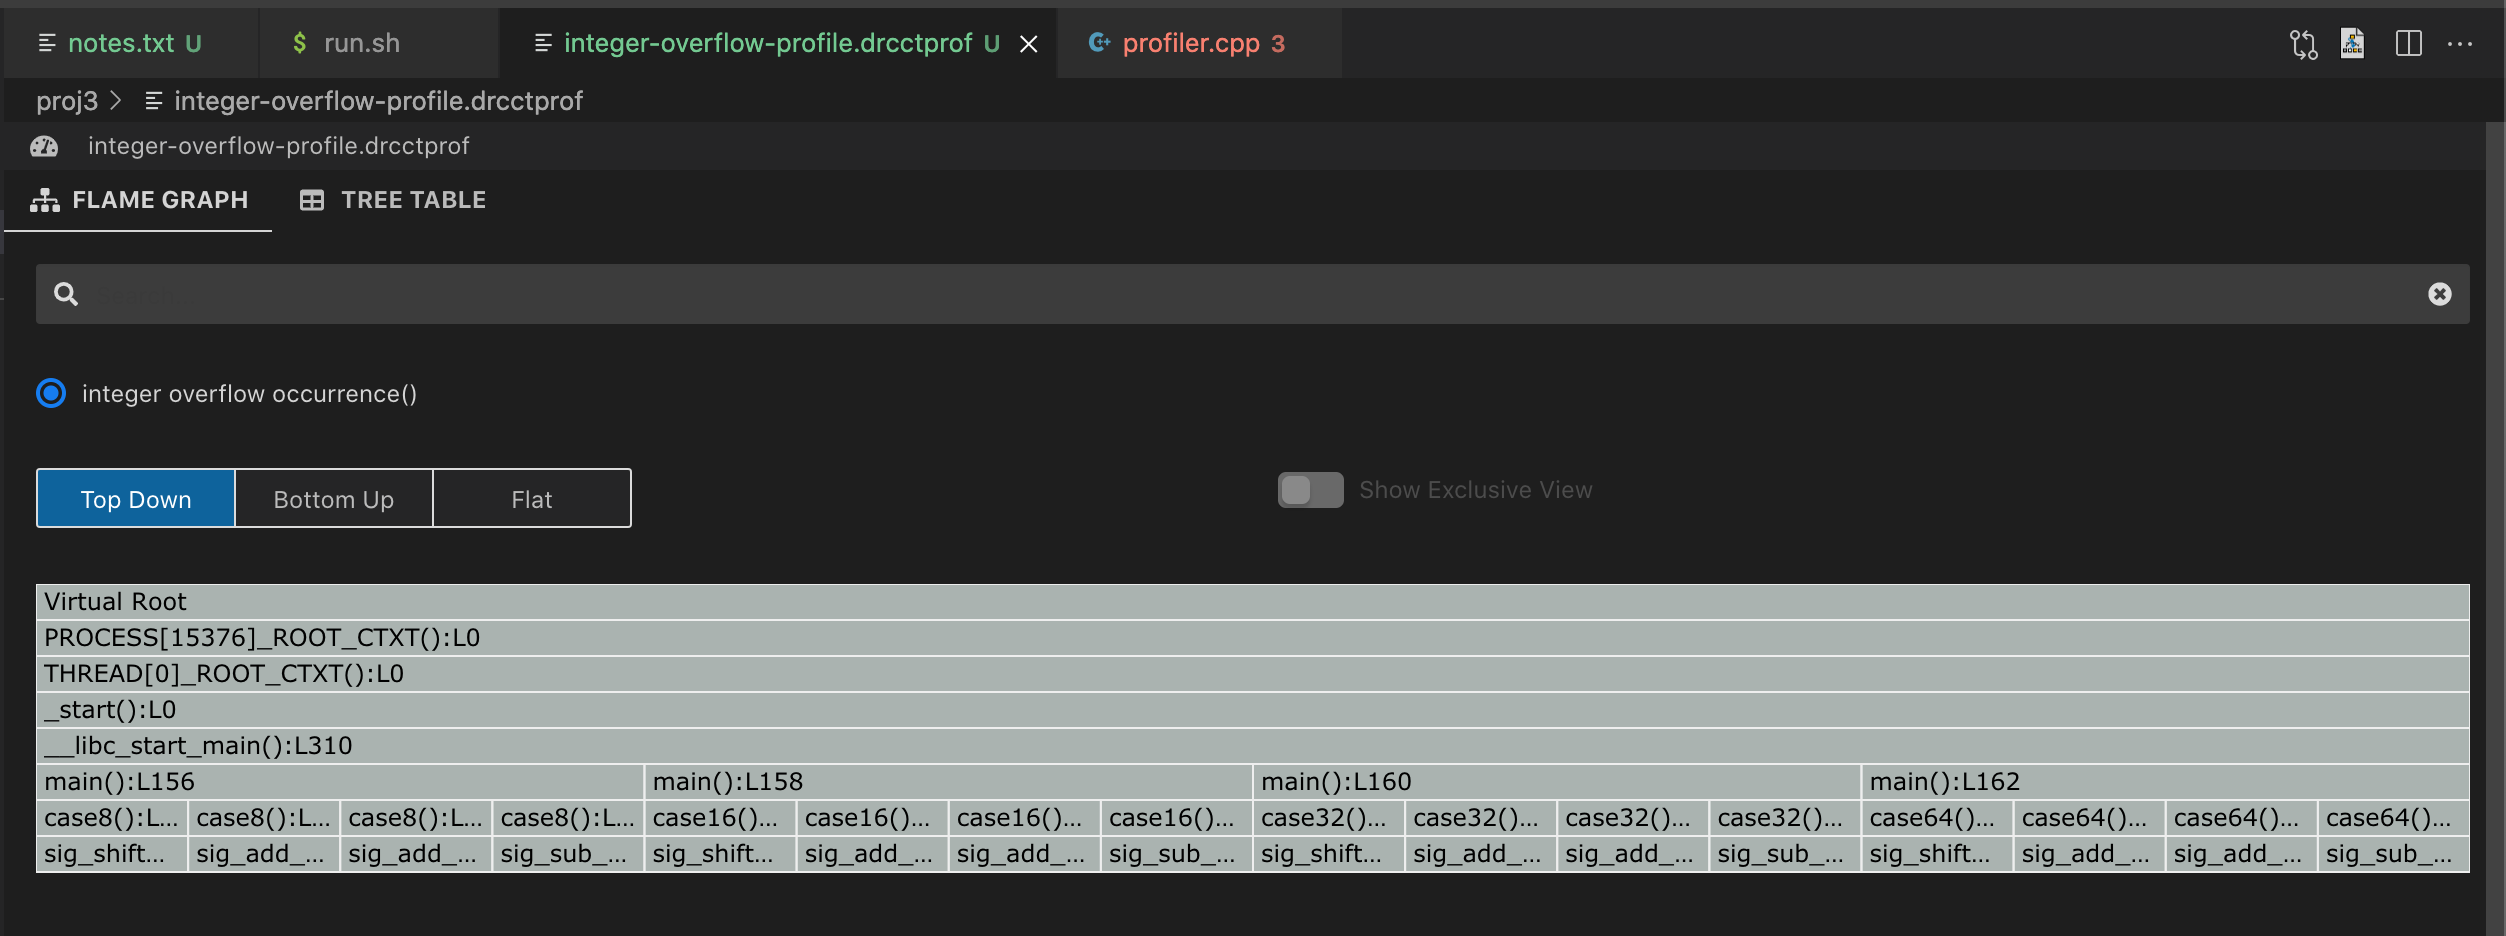 notes.txt U $ run.sh integer-overflow-profile.drcctprof U profiler.cpp 3
proj3 > integer-overflow-profile.drcctprof
integer-overflow-profile.drcctprof
FLAME GRAPH TREE TABLE
integer overflow occurrence()
Top Down Bottom Up Flat Show Exclusive View
Virtual Root
PROCESS[15376]_ROOT_CTXT():L0
THREAD[0]_ROOT_CTXT():L0
_start():L0
__libc_start_main():L310
main():L156 main():L158 main():L160 main():L162
case8():L... case8():L... case8():L... case8():L... case16()... case16()... case16()... case16()... case32()... case32()... case32()... case32()... case64()... case64()... case64()... case64()...
sig_shift... sig_add_... sig_add_... sig_sub_... sig_shift... sig_add_... sig_add_... sig_sub_... sig_shift... sig_add_... sig_add_... sig_sub_... sig_shift... sig_add_... sig_add_... sig_sub_...